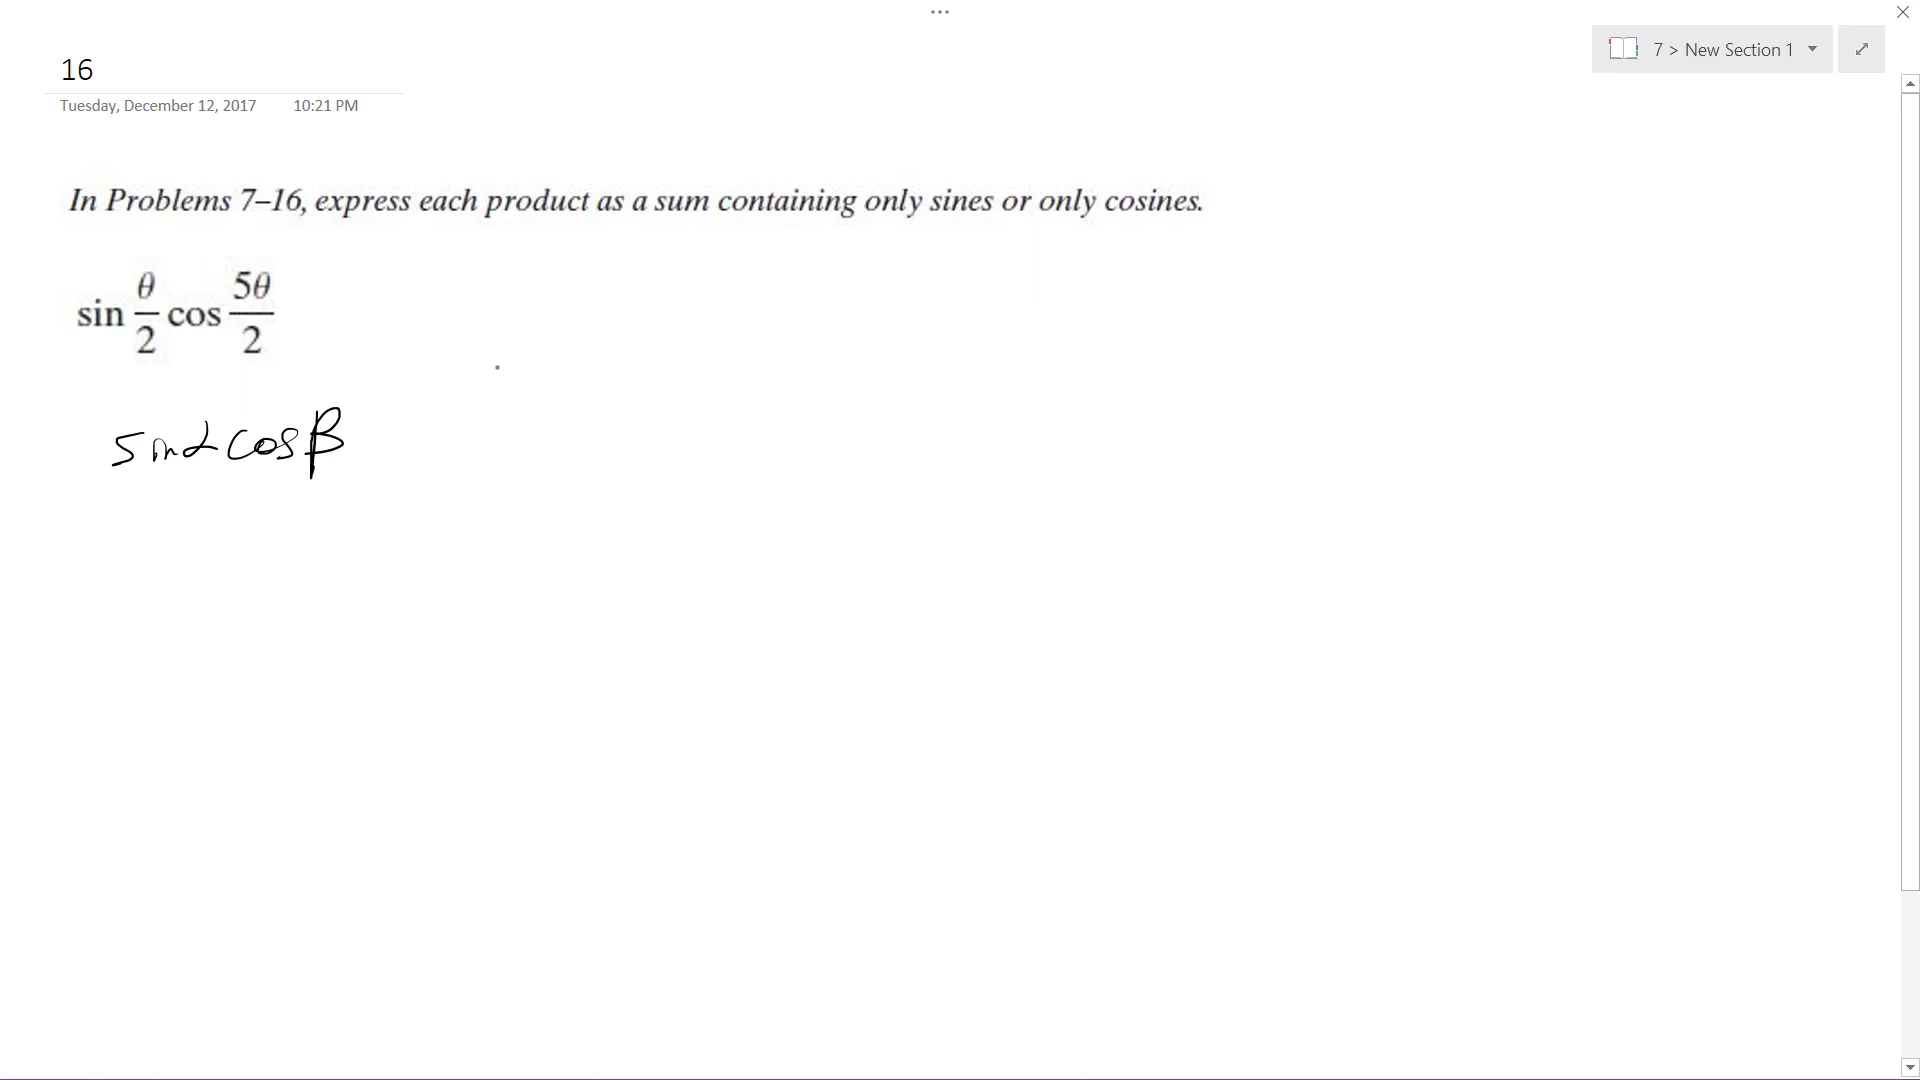 ...
7 > New Section 1
16
Tuesday, December 12, 2017 10:21 PM
In Problems 7–16, express each product as a sum containing only sines or only cosines.
sin θ/2 cos 5θ/2
sinα cosβ